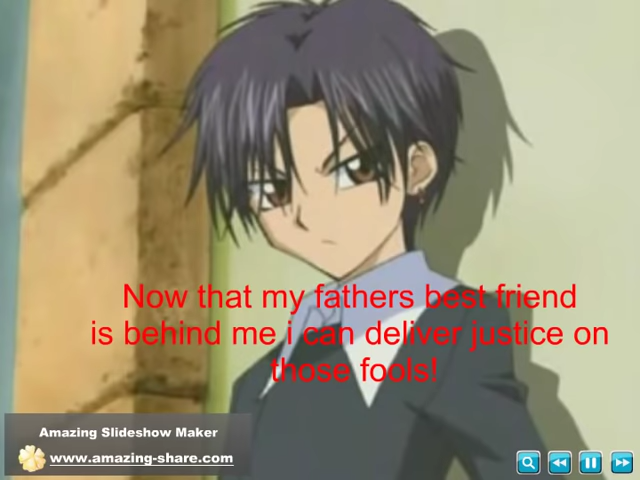 Now that my fathers best friend
is behind me i can deliver justice on
those fools!
Amazing Slideshow Maker
www.amazing-share.com